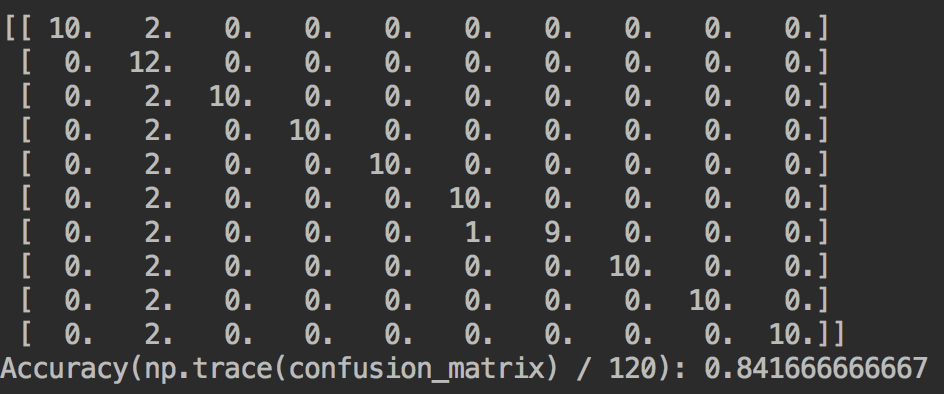 [[ 10.   2.   0.   0.   0.   0.   0.   0.   0.   0.]
 [  0.  12.   0.   0.   0.   0.   0.   0.   0.   0.]
 [  0.   2.  10.   0.   0.   0.   0.   0.   0.   0.]
 [  0.   2.   0.  10.   0.   0.   0.   0.   0.   0.]
 [  0.   2.   0.   0.  10.   0.   0.   0.   0.   0.]
 [  0.   2.   0.   0.   0.  10.   0.   0.   0.   0.]
 [  0.   2.   0.   0.   0.   1.   9.   0.   0.   0.]
 [  0.   2.   0.   0.   0.   0.   0.  10.   0.   0.]
 [  0.   2.   0.   0.   0.   0.   0.   0.  10.   0.]
 [  0.   2.   0.   0.   0.   0.   0.   0.   0.  10.]]
Accuracy(np.trace(confusion_matrix) / 120): 0.841666666667